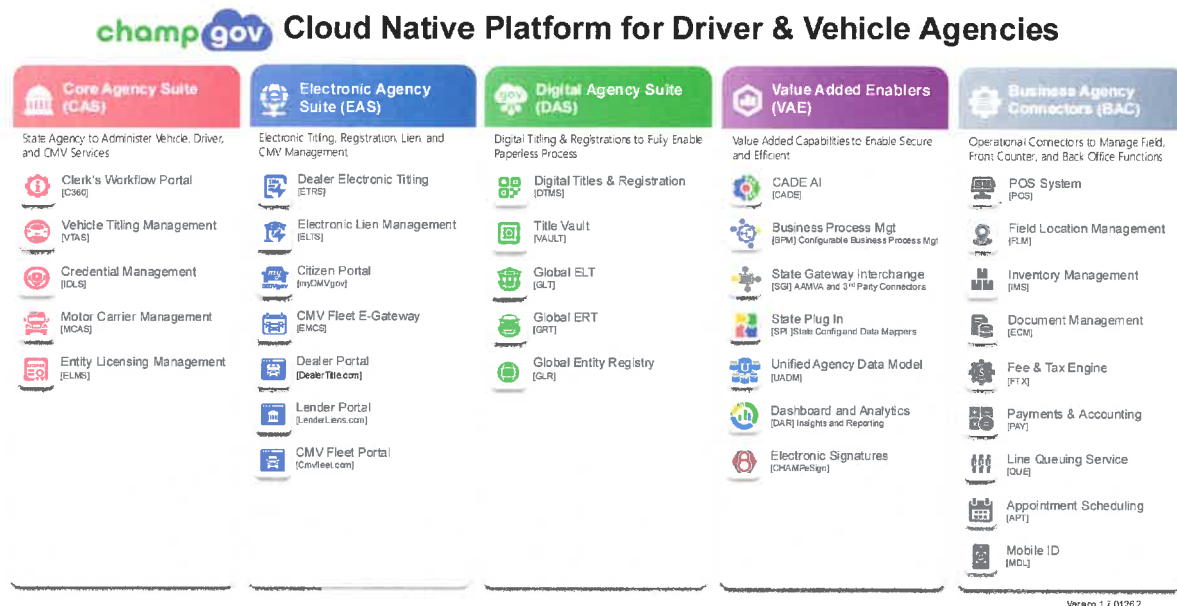 champ gov Cloud Native Platform for Driver & Vehicle Agencies
Core Agency Suite
(CAS)
State Agency to Administer Vehicle, Driver,
and CMV Services
Clerk's Workflow Portal
[C360]
Vehicle Titling Management
[VTAS]
Credential Management
[IDLS]
Motor Carrier Management
[MCAS]
Entity Licensing Management
[ELMS]
Electronic Agency
Suite (EAS)
Electronic Titling, Registration, Lien, and
CMV Management
Dealer Electronic Titling
[ETRS]
Electronic Lien Management
[ELTS]
my
Citizen Portal
[myDMVgov]
CMV Fleet E-Gateway
[EMCS]
Dealer Portal
[DealerTitle.com]
Lender Portal
[LenderLiens.com]
CMV Fleet Portal
[Cmvfleet.com]
gov
Digital Agency Suite
(DAS)
Digital Titling & Registrations to Fully Enable
Paperless Process
Digital Titles & Registration
[DTMS]
Title Vault
[VAULT]
Global ELT
[GLT]
Global ERT
[GRT]
Global Entity Registry
[GLR]
Value Added Enablers
(VAE)
Value Added Capabilities to Enable Secure
and Efficient
CADE AI
[CADE]
Business Process Mgt
[BPM] Configurable Business Process Mgt
State Gateway Interchange
[SGI] AAMVA and 3rd Party Connectors
State Plug In
[SPI ]State Config and Data Mappers
Unified Agency Data Model
[UADM]
Dashboard and Analytics
[DAR] Insights and Reporting
Electronic Signatures
[CHAMPeSign]
Business Agency
Connectors (BAC)
Operational Connectors to Manage Field,
Front Counter, and Back Office Functions
POS System
[POS]
Field Location Management
[FLM]
Inventory Management
[IMS]
Document Management
[ECM]
Fee & Tax Engine
[FTX]
Payments & Accounting
[PAY]
Line Queuing Service
[QUE]
Appointment Scheduling
[APT]
Mobile ID
[MDL]